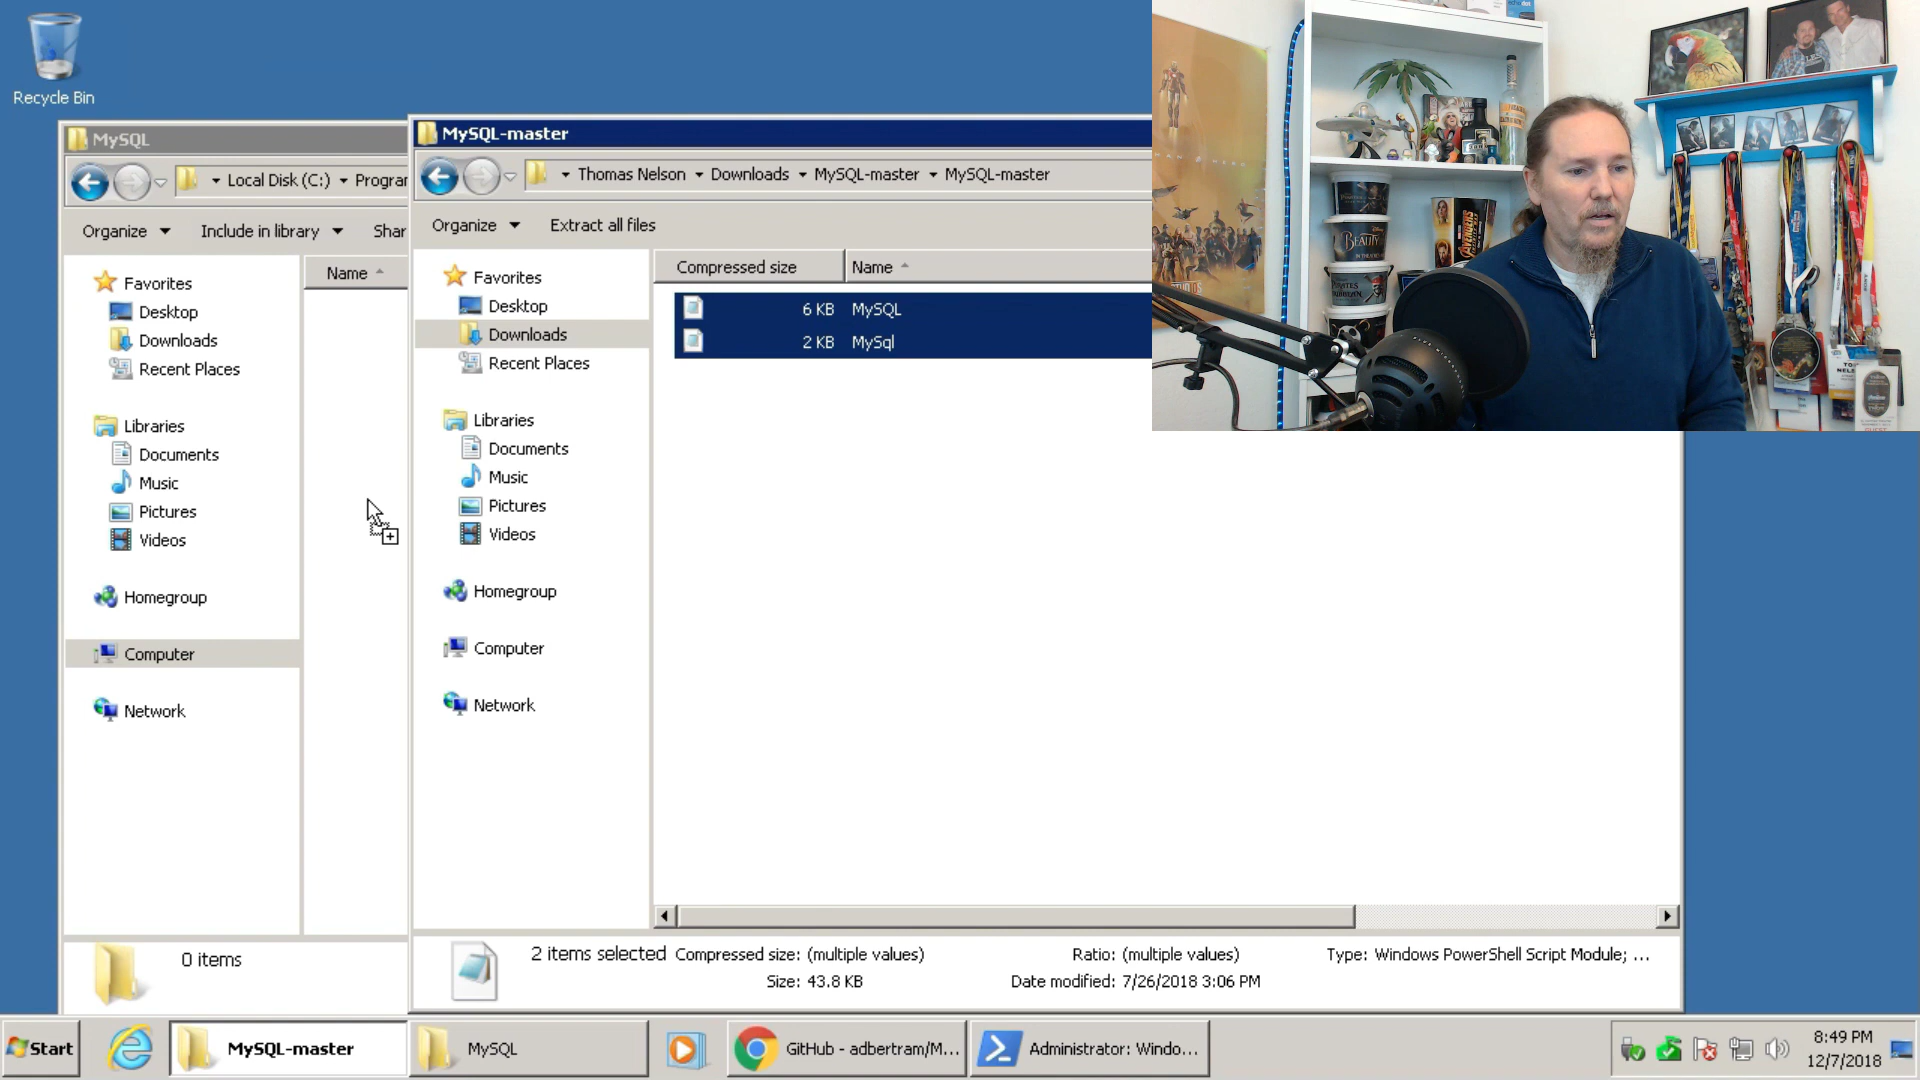 Recycle Bin
MySQL
Local Disk (C:)
Progra
Organize
Include in library
Shar
Favorites
Desktop
Downloads
Recent Places
Libraries
Documents
Music
Pictures
Videos
Homegroup
Computer
Network
Name
0 items
MySQL-master
Thomas Nelson
Downloads
MySQL-master
MySQL-master
Organize
Extract all files
Favorites
Desktop
Downloads
Recent Places
Libraries
Documents
Music
Pictures
Videos
Homegroup
Computer
Network
Compressed size
Name
6 KB
MySQL
2 KB
MySql
2 items selected
Compressed size: (multiple values)
Size: 43.8 KB
Ratio: (multiple values)
Date modified: 7/26/2018 3:06 PM
Type: Windows PowerShell Script Module; ...
BEAUTY
AVENGERS
Start
MySQL-master
MySQL
GitHub - adbertram/M...
Administrator: Windo...
8:49 PM
12/7/2018